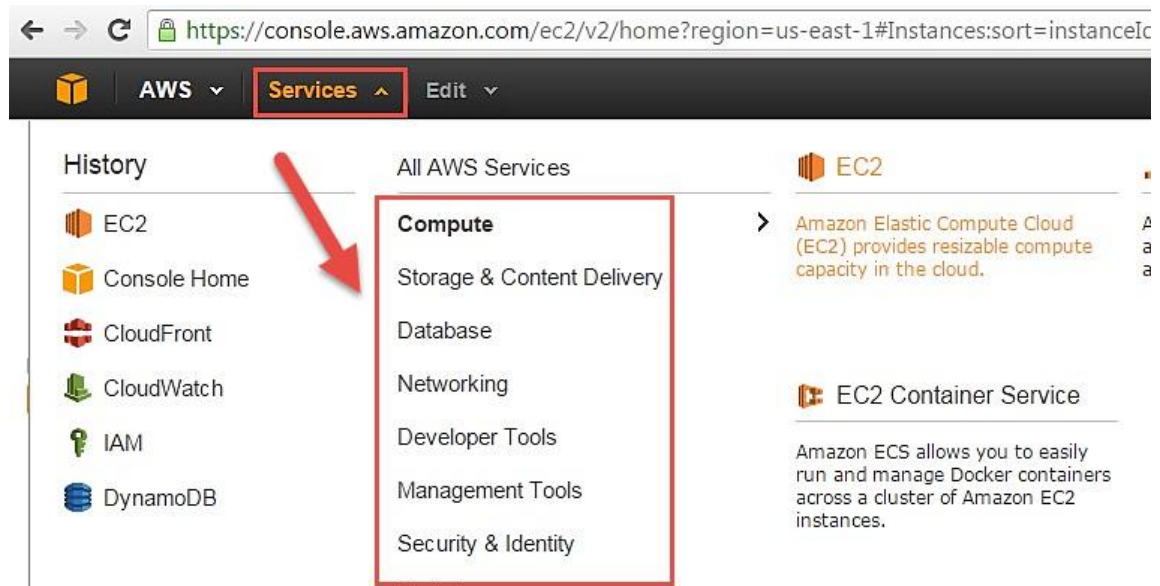 https://console.aws.amazon.com/ec2/v2/home?region=us-east-1#Instances:sort=instanceId
AWS
Services
Edit
History
EC2
Console Home
CloudFront
CloudWatch
IAM
DynamoDB
All AWS Services
Compute
Storage & Content Delivery
Database
Networking
Developer Tools
Management Tools
Security & Identity
EC2
Amazon Elastic Compute Cloud
(EC2) provides resizable compute
capacity in the cloud.
EC2 Container Service
Amazon ECS allows you to easily
run and manage Docker containers
across a cluster of Amazon EC2
instances.